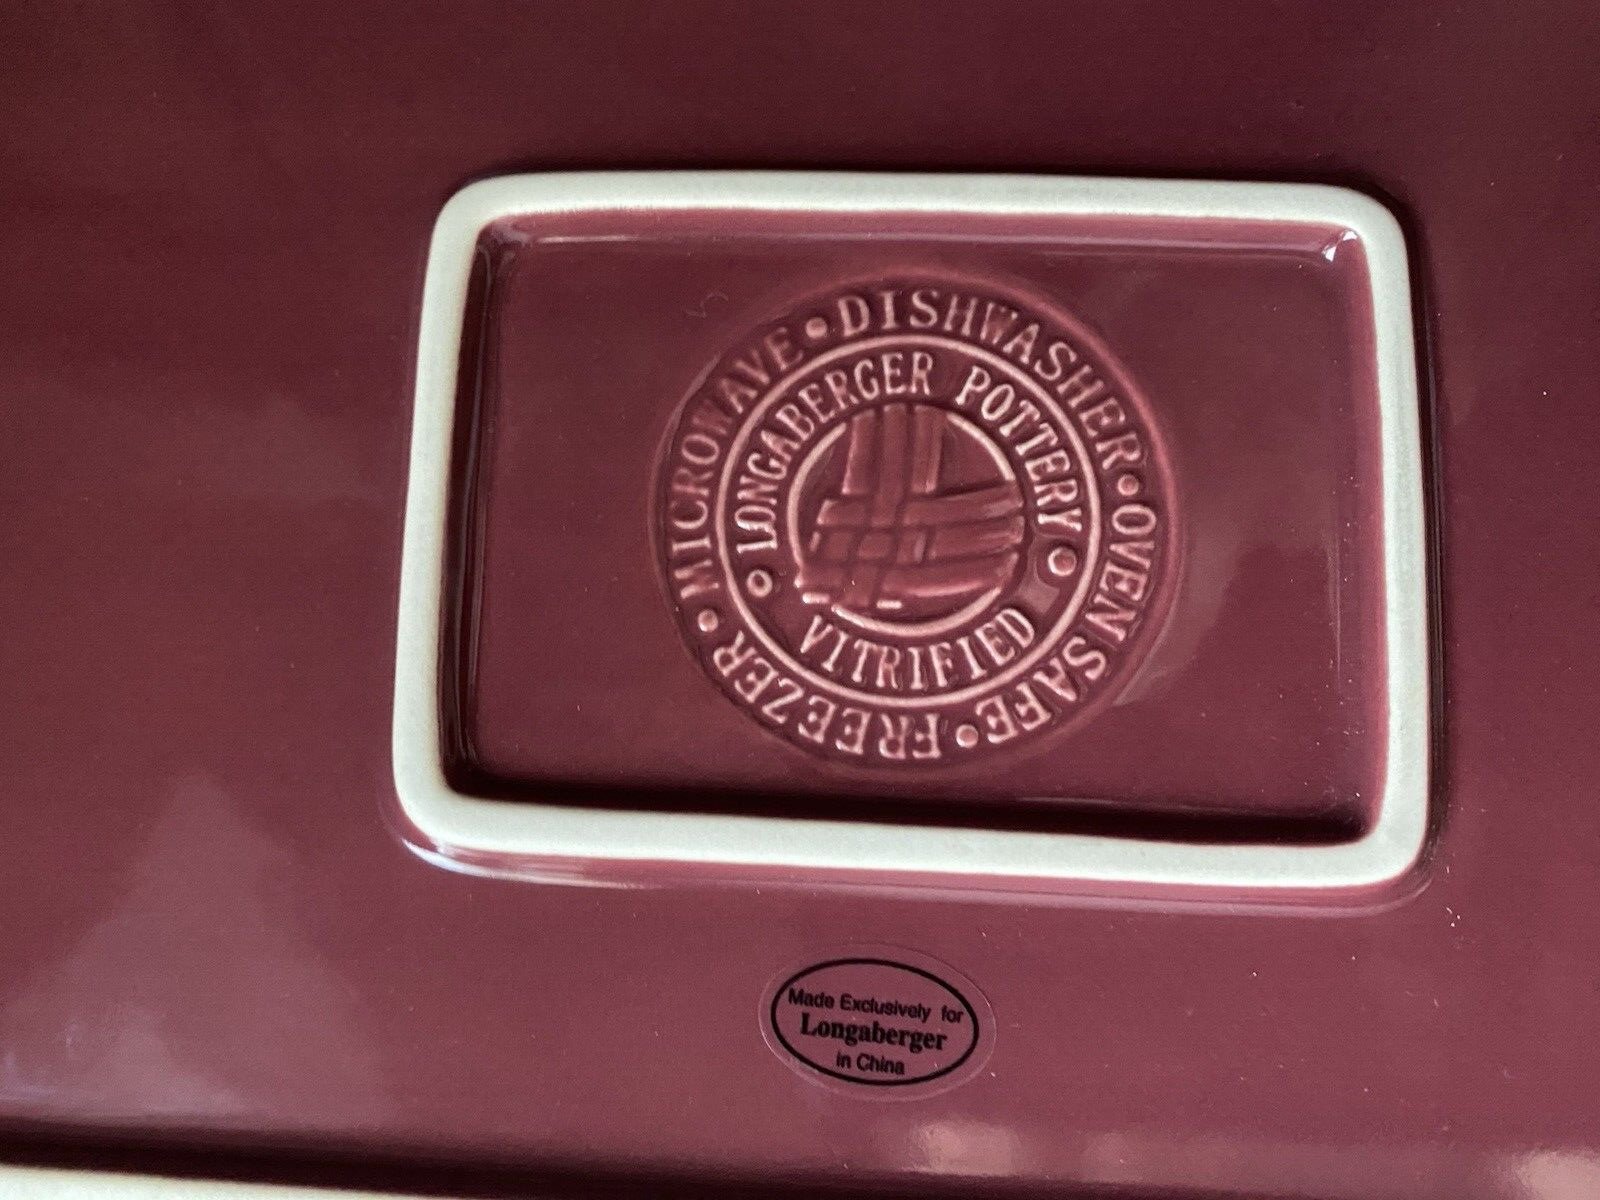 MICROWAVE • DISHWASHER • OVEN SAFE • FREEZER •
• LONGABERGER POTTERY •
VITRIFIED
Made Exclusively for
Longaberger
in China